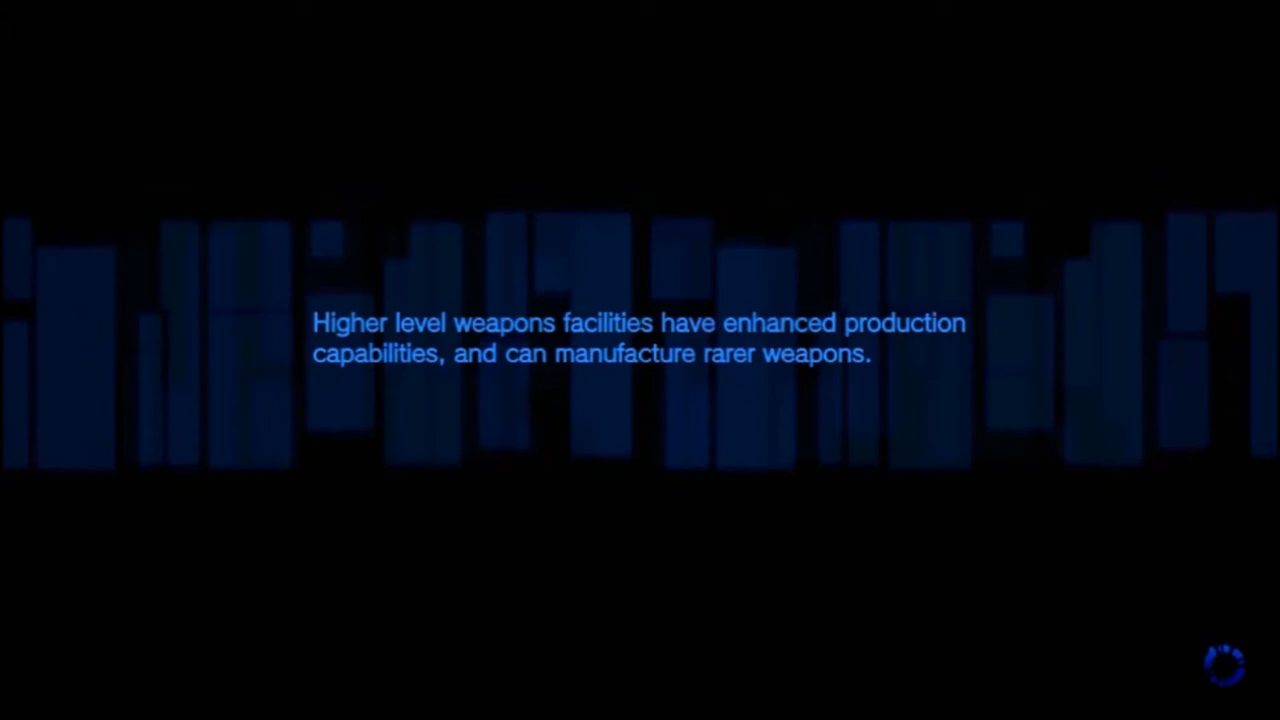 Higher level weapons facilities have enhanced production
capabilities, and can manufacture rarer weapons.